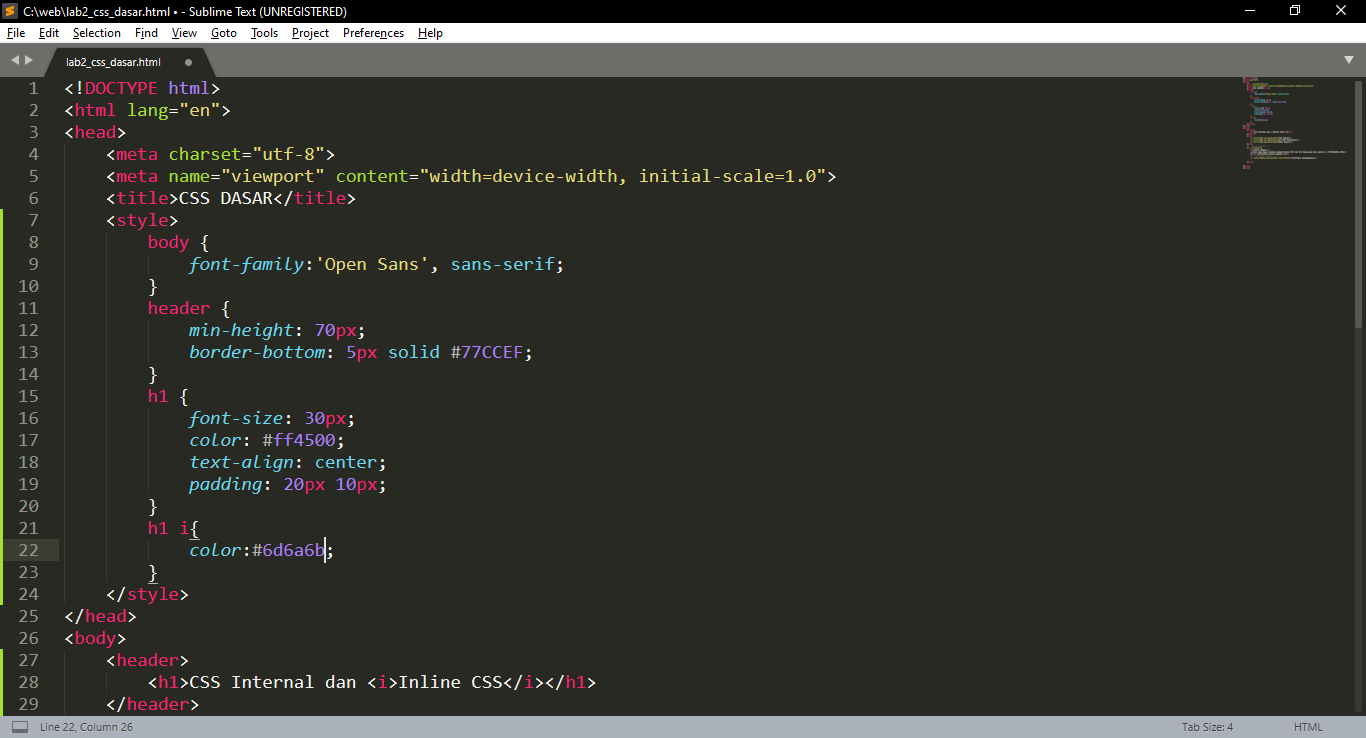 C:\web\lab2_css_dasar.html • - Sublime Text (UNREGISTERED)
File Edit Selection Find View Goto Tools Project Preferences Help
lab2_css_dasar.html
1 <!DOCTYPE html>
2 <html lang="en">
3 <head>
4 <meta charset="utf-8">
5 <meta name="viewport" content="width=device-width, initial-scale=1.0">
6 <title>CSS DASAR</title>
7 <style>
8 body {
9 font-family:'Open Sans', sans-serif;
10 }
11 header {
12 min-height: 70px;
13 border-bottom: 5px solid #77CCEF;
14 }
15 h1 {
16 font-size: 30px;
17 color: #ff4500;
18 text-align: center;
19 padding: 20px 10px;
20 }
21 h1 i{
22 color:#6d6a6b;
23 }
24 </style>
25 </head>
26 <body>
27 <header>
28 <h1>CSS Internal dan <i>Inline CSS</i></h1>
29 </header>
Line 22, Column 26 Tab Size: 4 HTML